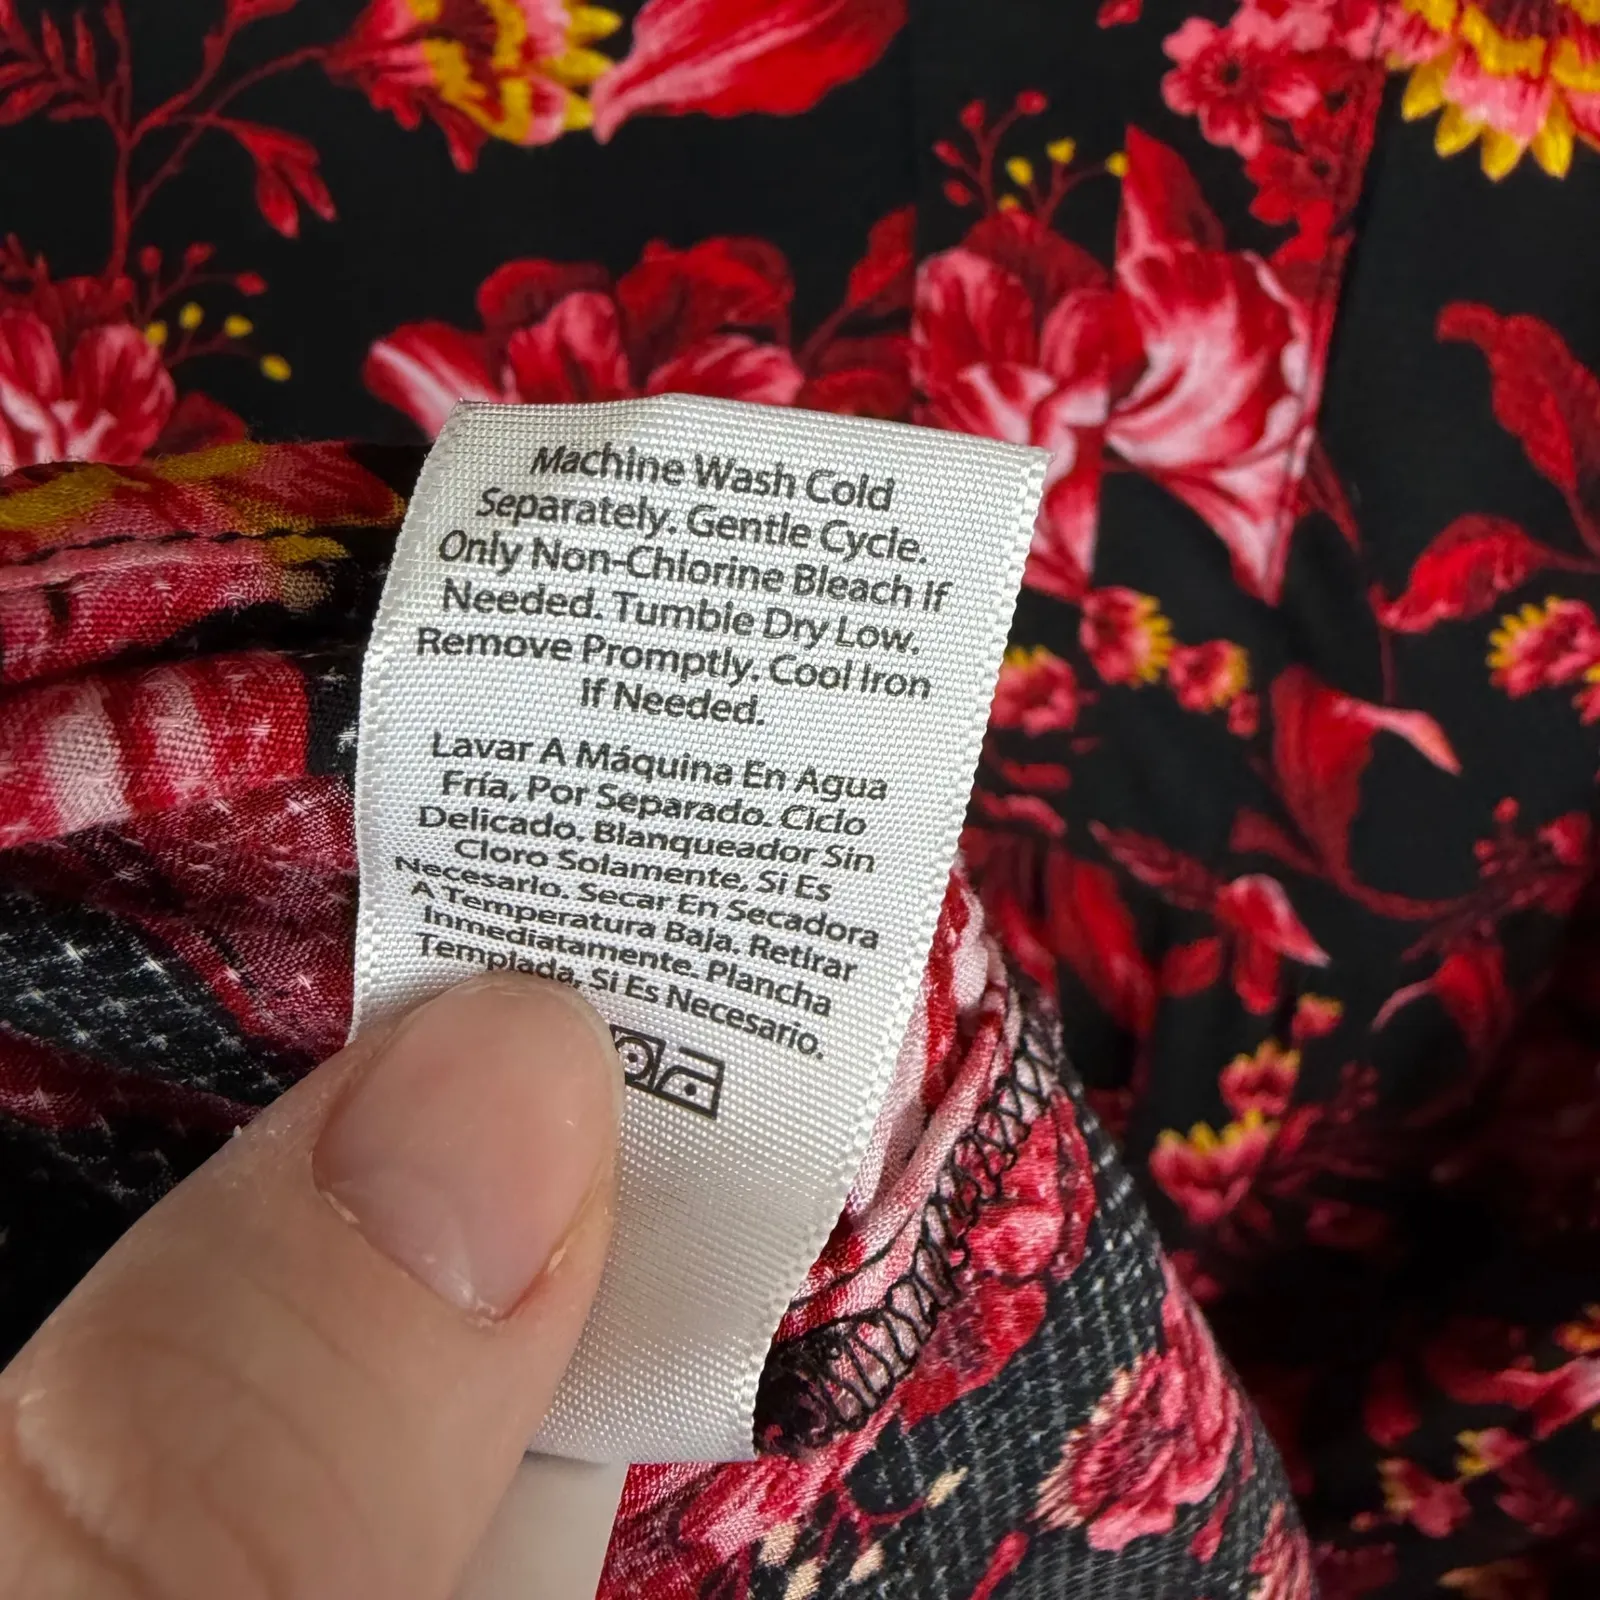 Machine Wash Cold
Separately. Gentle Cycle.
Only Non-Chlorine Bleach If
Needed. Tumble Dry Low.
Remove Promptly. Cool Iron
If Needed.
Lavar A Máquina En Agua
Fría, Por Separado. Ciclo
Delicado. Blanqueador Sin
Cloro Solamente, Si Es
Necesario. Secar En Secadora
A Temperatura Baja. Retirar
Inmediatamente. Plancha
Templada, Si Es Necesario.